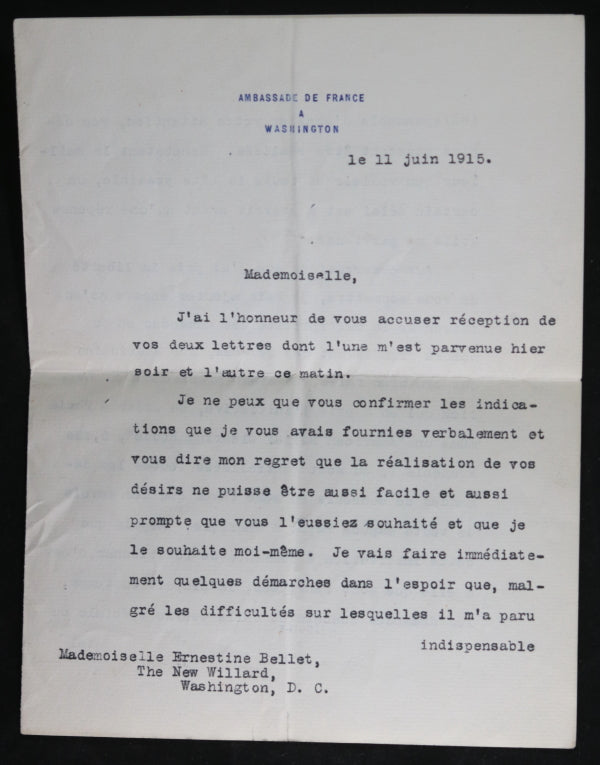 AMBASSADE DE FRANCE
A
WASHINGTON
le 11 juin 1915.
Mademoiselle,
J'ai l'honneur de vous accuser réception de
vos deux lettres dont l'une m'est parvenue hier
soir et l'autre ce matin.
Je ne peux que vous confirmer les indica-
tions que je vous avais fournies verbalement et
vous dire mon regret que la réalisation de vos
désirs ne puisse être aussi facile et aussi
prompte que vous l'eussiez souhaité et que je
le souhaite moi-même. Je vais faire immédiate-
ment quelques démarches dans l'espoir que, mal-
gré les difficultés sur lesquelles il m'a paru
indispensable
Mademoiselle Ernestine Bellet,
The New Willard,
Washington, D. C.